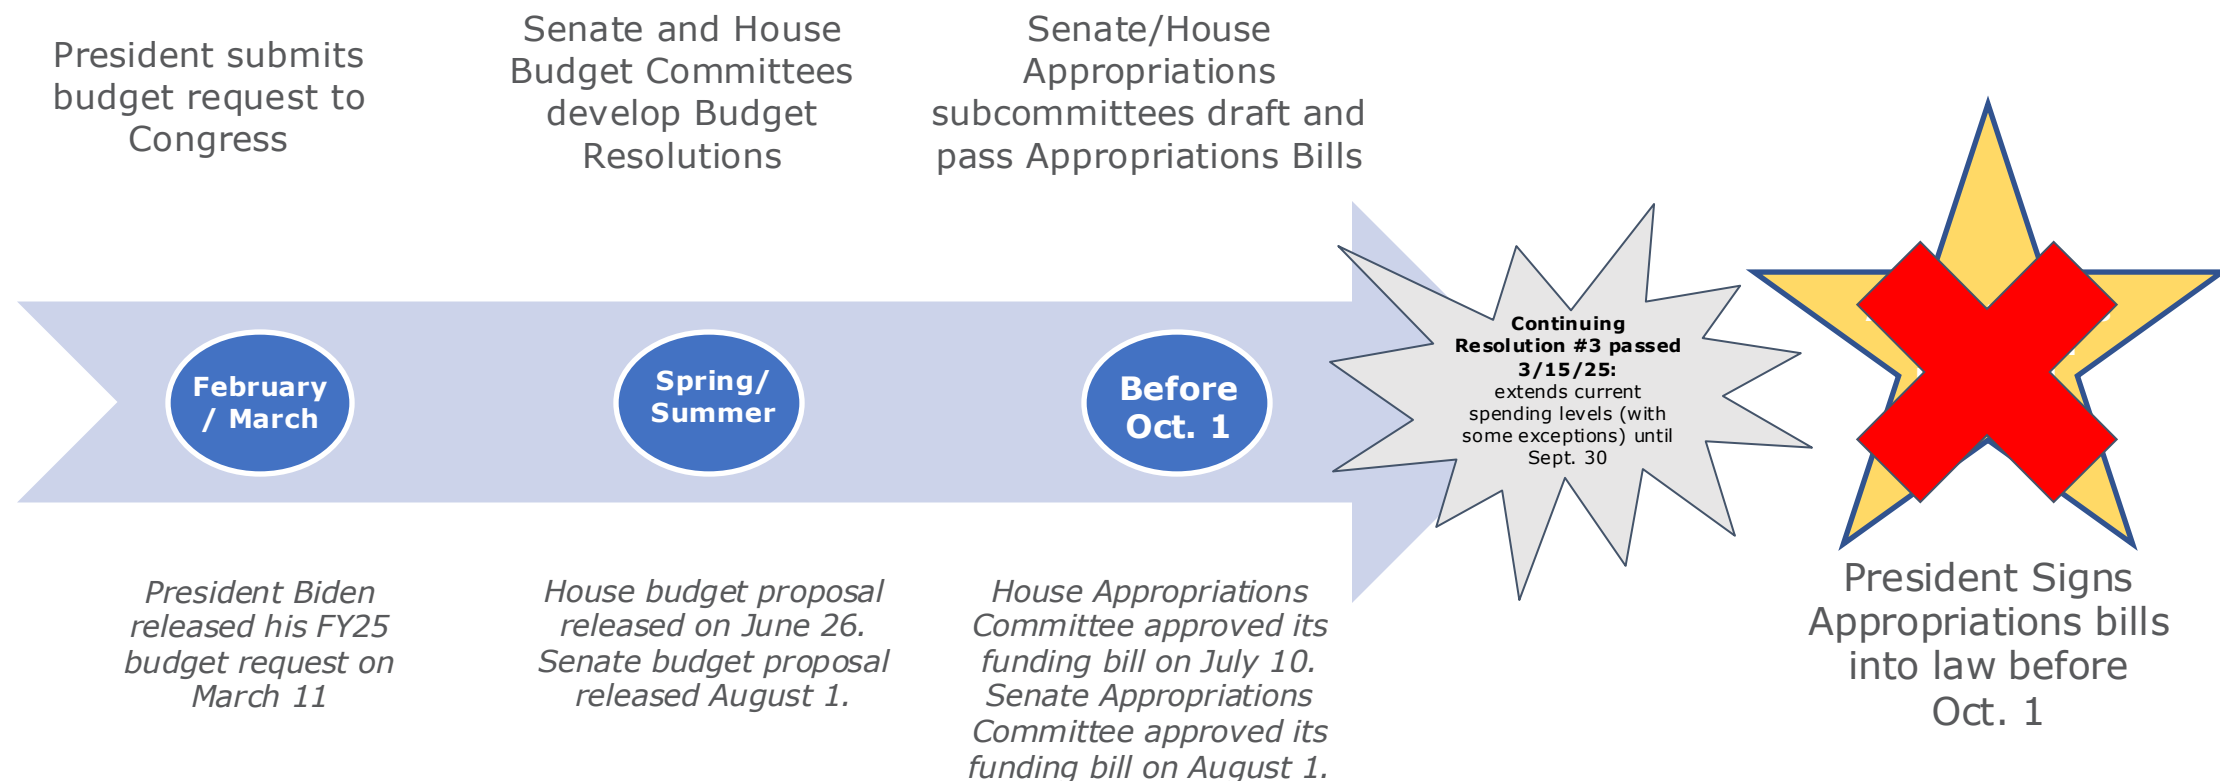 President submits
budget request to
Congress
Senate and House
Budget Committees
develop Budget
Resolutions
Senate/House
Appropriations
subcommittees draft and
pass Appropriations Bills
February
/ March
Spring/
Summer
Before
Oct. 1
Continuing
Resolution #3 passed
3/15/25:
extends current
spending levels (with
some exceptions) until
Sept. 30
President Biden
released his FY25
budget request on
March 11
House budget proposal
released on June 26.
Senate budget proposal
released August 1.
House Appropriations
Committee approved its
funding bill on July 10.
Senate Appropriations
Committee approved its
funding bill on August 1.
President Signs
Appropriations bills
into law before
Oct. 1